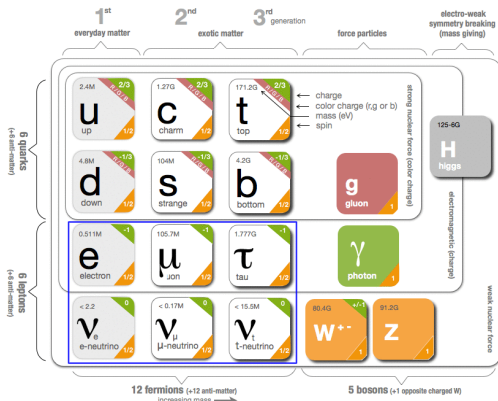 1st 2nd 3rd generation
everyday matter exotic matter force particles
electro-weak
symmetry breaking
(mass giving)
6 quarks
(+6 anti-matter)
2.4M 2/3 R/G/B u up 1/2
1.27G 2/3 R/G/B c charm 1/2
171.2G 2/3 R/G/B t top 1/2
charge
color charge (r,g or b)
mass (eV)
spin
strong nuclear force (color charge)
125-6G H higgs
4.8M -1/3 R/G/B d down 1/2
104M -1/3 R/G/B s strange 1/2
4.2G -1/3 R/G/B b bottom 1/2
g gluon 1
electromagnetic (charge)
6 leptons
(+6 anti-matter)
0.511M -1 e electron 1/2
105.7M -1 μ μon 1/2
1.777G -1 τ tau 1/2
γ photon 1
weak nuclear force
< 2.2 0 νe e-neutrino 1/2
< 0.17M 0 νμ μ-neutrino 1/2
< 15.5M 0 νt t-neutrino 1/2
80.4G +/-1 W+- 1
91.2G Z 1
12 fermions (+12 anti-matter)
increasing mass
5 bosons (+1 opposite charged W)